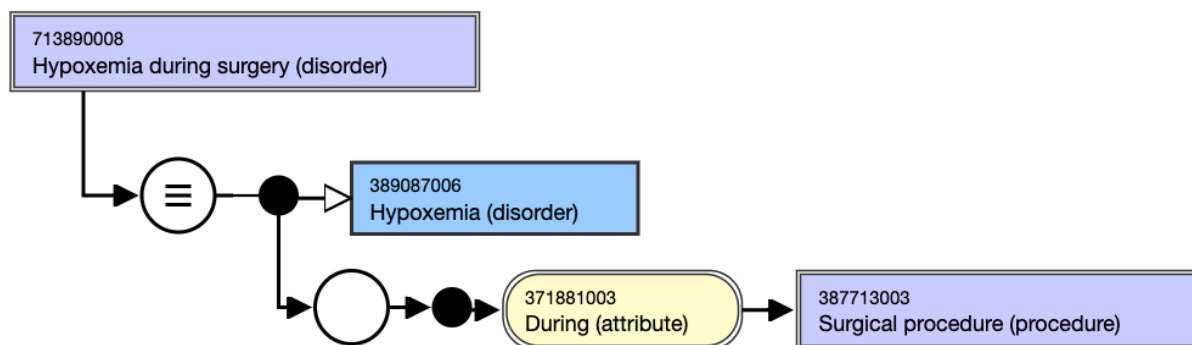 713890008
Hypoxemia during surgery (disorder)
389087006
Hypoxemia (disorder)
371881003
During (attribute)
387713003
Surgical procedure (procedure)